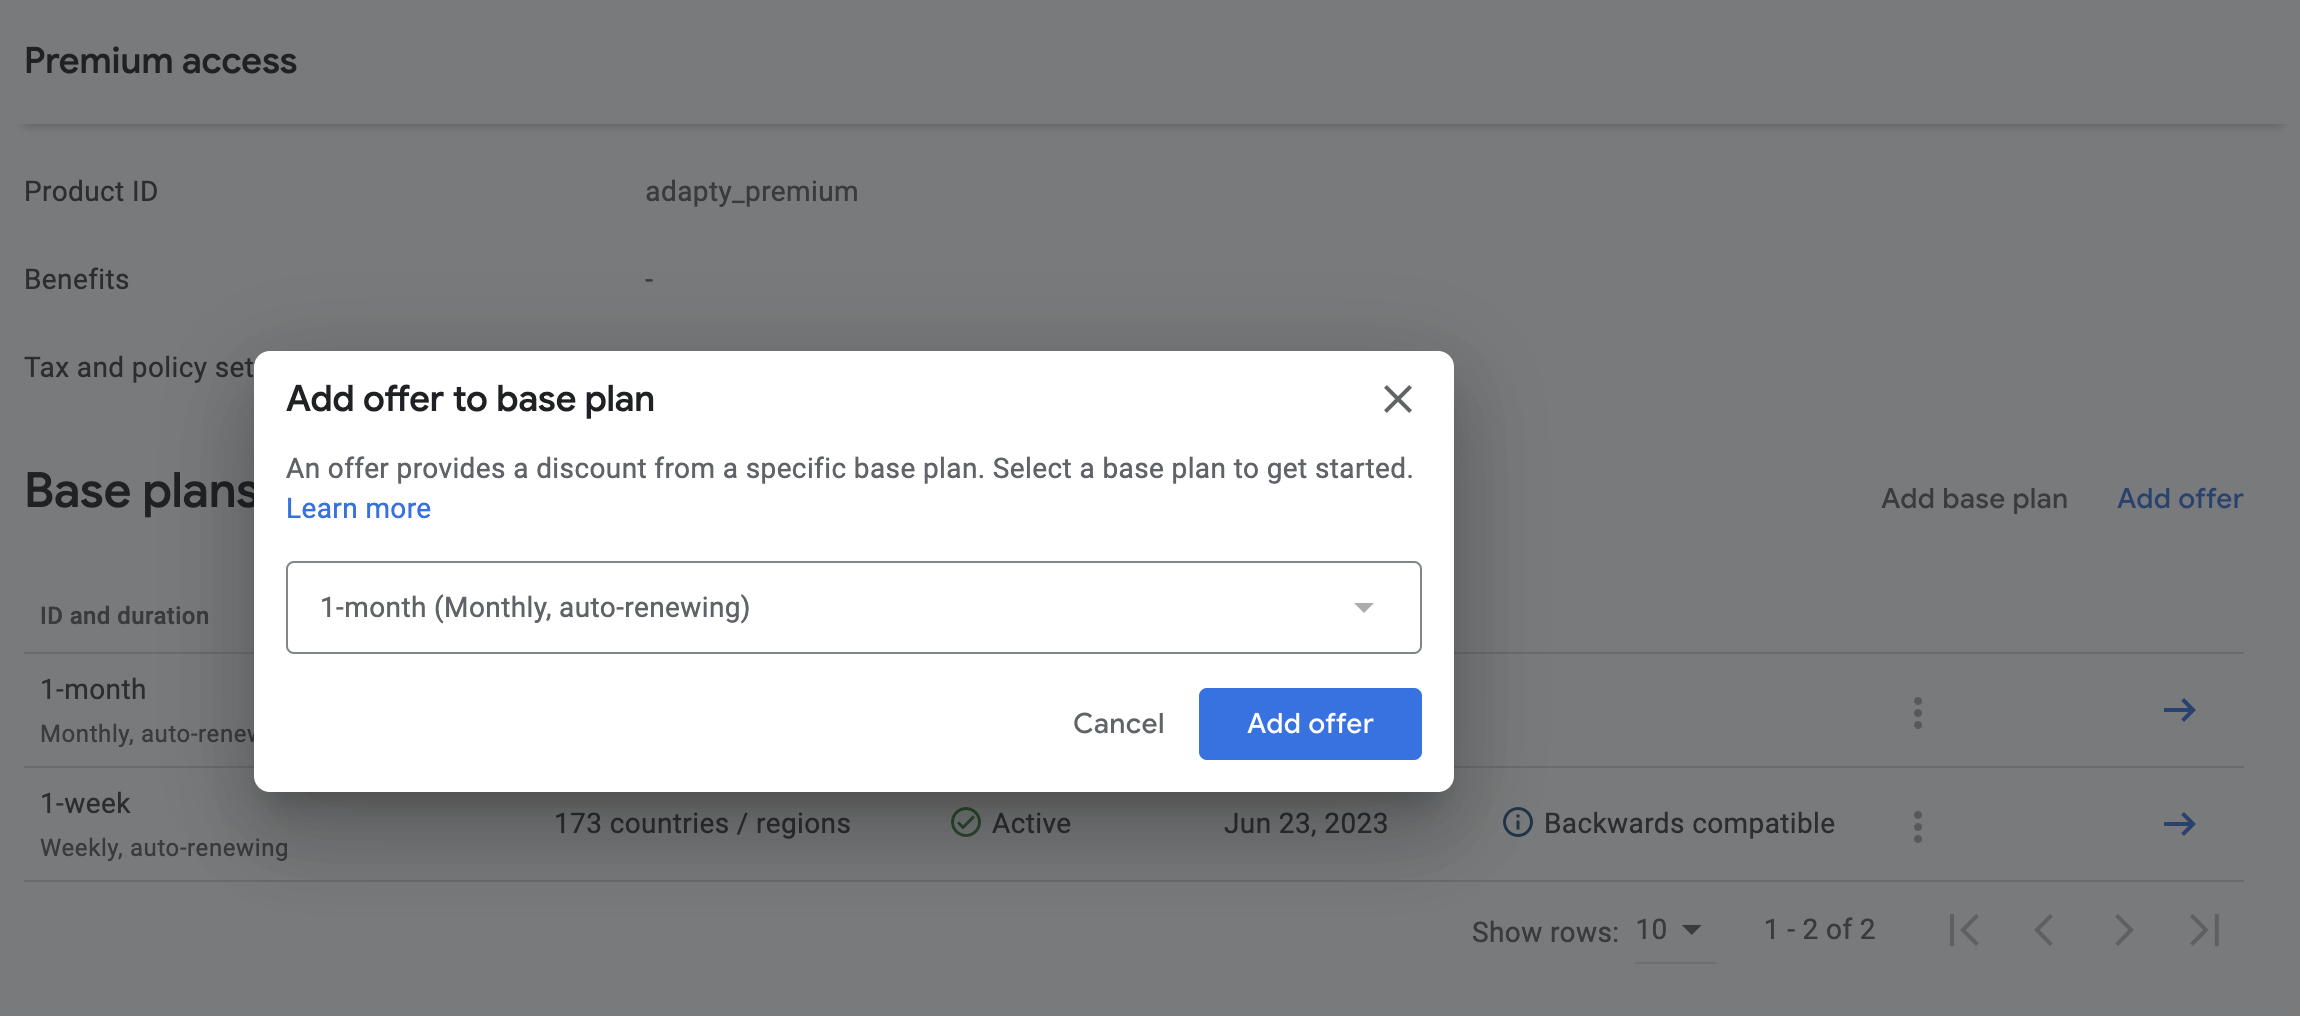 Premium access
Product ID
adapty_premium
Benefits
-
Tax and policy set
Add offer to base plan
An offer provides a discount from a specific base plan. Select a base plan to get started.
Learn more
1-month (Monthly, auto-renewing)
Cancel
Add offer
Base plans
Add base plan
Add offer
ID and duration
1-month
Monthly, auto-renew
1-week
Weekly, auto-renewing
173 countries / regions
Active
Jun 23, 2023
Backwards compatible
Show rows:
10
1 - 2 of 2